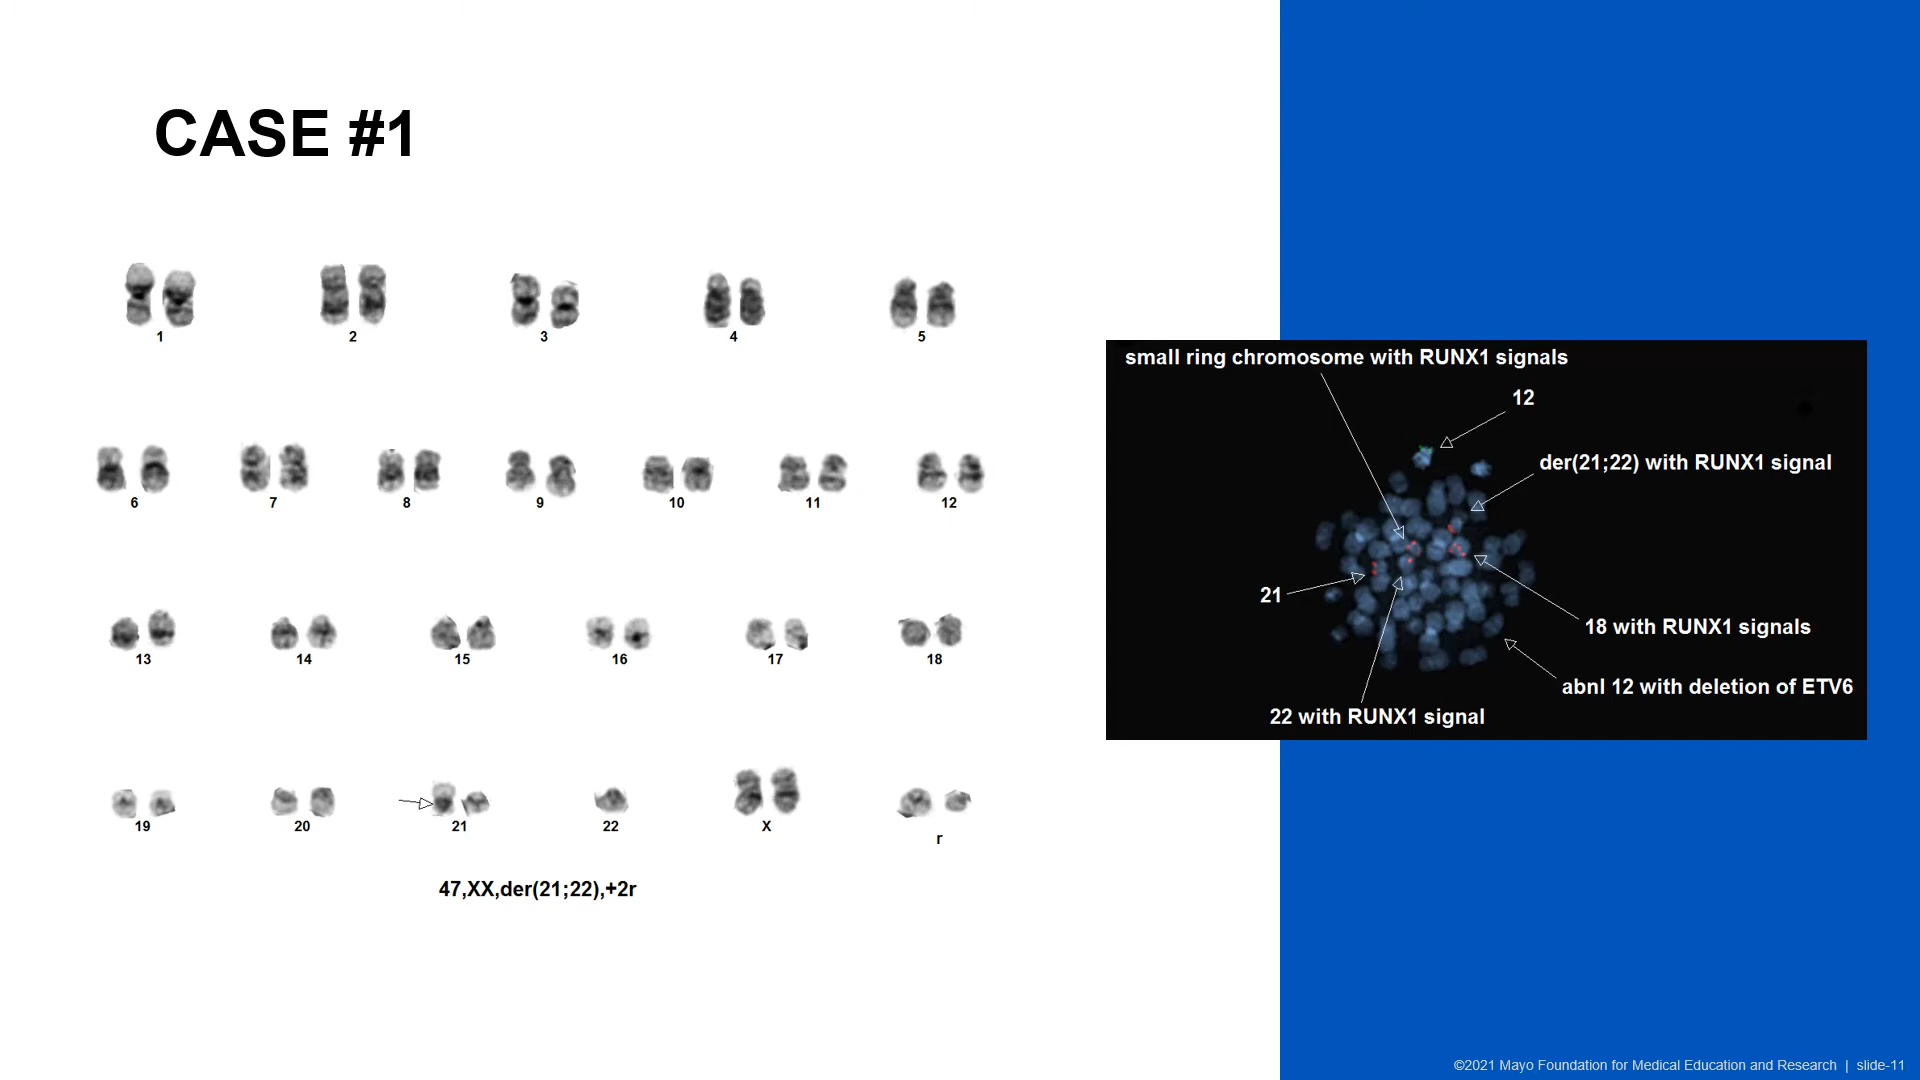 CASE #1
1 2 3 4 5
6 7 8 9 10 11 12
13 14 15 16 17 18
19 20 21 22 X r
47,XX,der(21;22),+2r
small ring chromosome with RUNX1 signals
12
der(21;22) with RUNX1 signal
21
18 with RUNX1 signals
abnl 12 with deletion of ETV6
22 with RUNX1 signal
©2021 Mayo Foundation for Medical Education and Research | slide-11